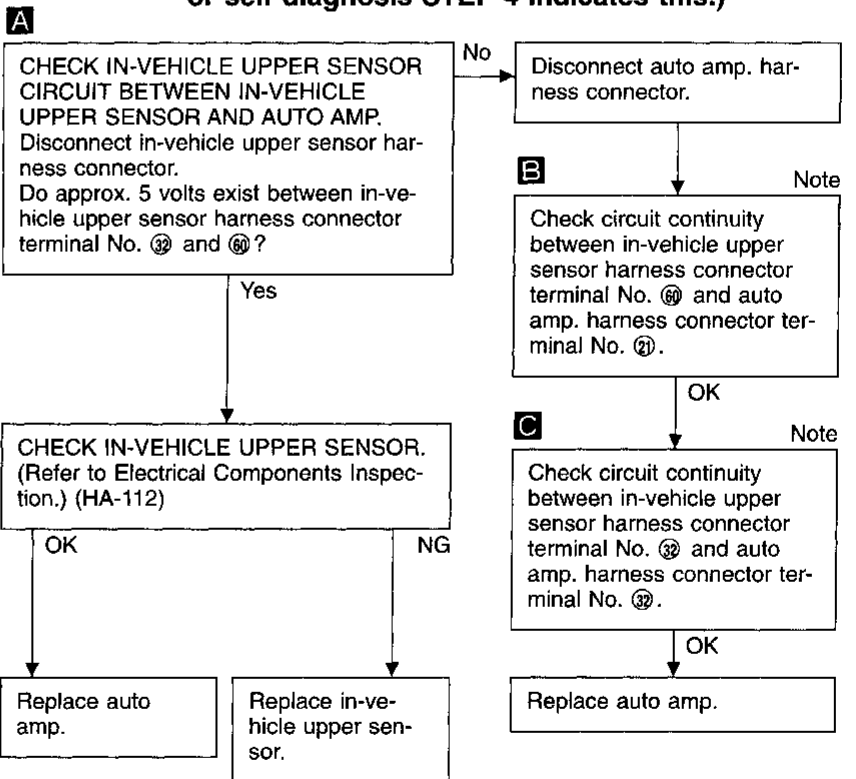 or self-diagnosis STEP 4 indicates this.)
A
CHECK IN-VEHICLE UPPER SENSOR
CIRCUIT BETWEEN IN-VEHICLE
UPPER SENSOR AND AUTO AMP.
Disconnect in-vehicle upper sensor har-
ness connector.
Do approx. 5 volts exist between in-ve-
hicle upper sensor harness connector
terminal No. ㉜ and 60?
No
Disconnect auto amp. har-
ness connector.
B
Note
Check circuit continuity
between in-vehicle upper
sensor harness connector
terminal No. 60 and auto
amp. harness connector ter-
minal No. ㉑.
OK
C
Note
Check circuit continuity
between in-vehicle upper
sensor harness connector
terminal No. ㉜ and auto
amp. harness connector ter-
minal No. ㉜.
OK
Replace auto amp.
Yes
CHECK IN-VEHICLE UPPER SENSOR.
(Refer to Electrical Components Inspec-
tion.) (HA-112)
OK
NG
Replace auto
amp.
Replace in-ve-
hicle upper sen-
sor.